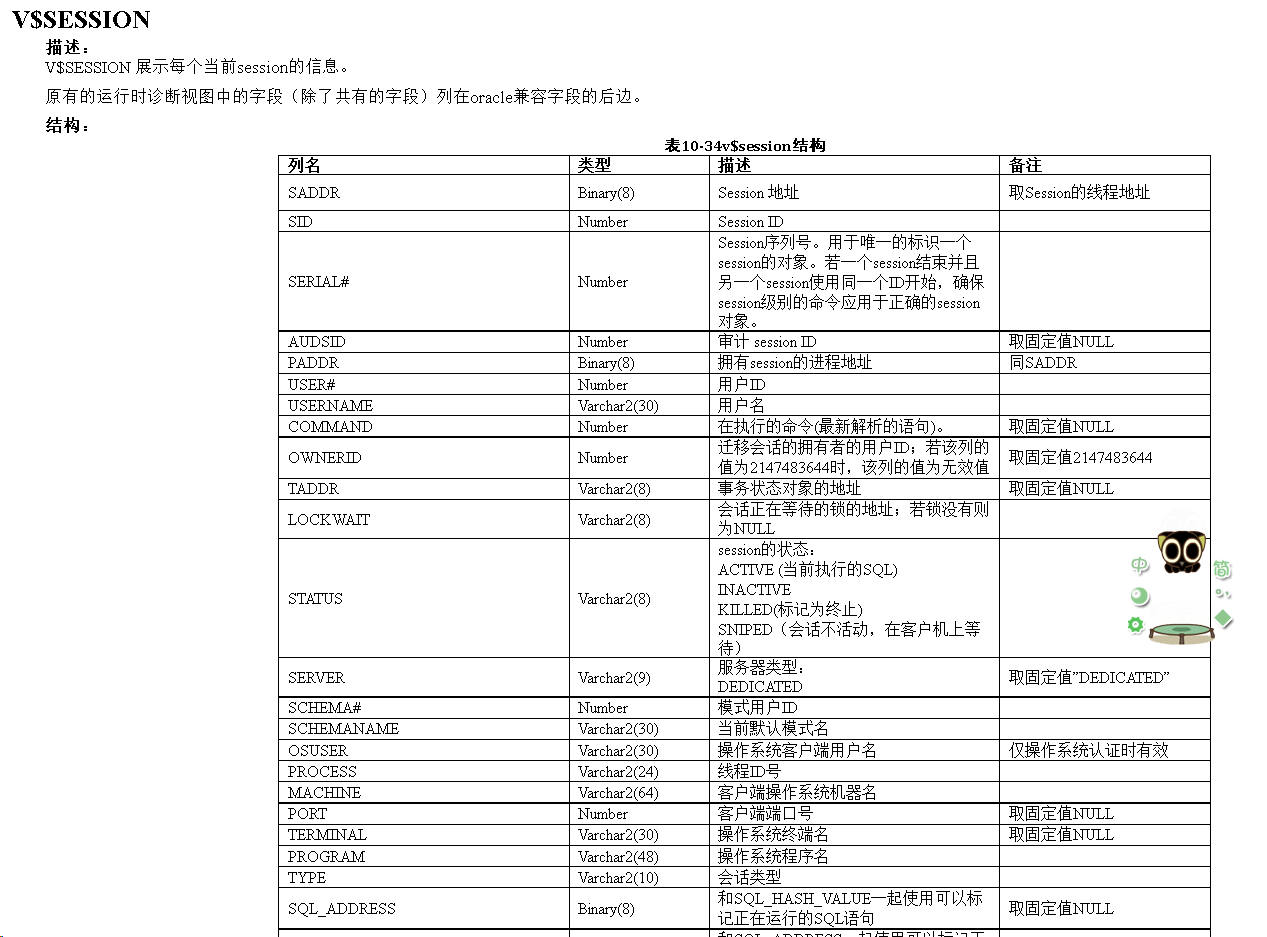 V$SESSION
描述：
V$SESSION 展示每个当前session的信息。
原有的运行时诊断视图中的字段（除了共有的字段）列在oracle兼容字段的后边。
结构：
表10-34v$session结构
列名 类型 描述 备注
SADDR Binary(8) Session 地址 取Session的线程地址
SID Number Session ID
Session序列号。用于唯一的标识一个
session的对象。若一个session结束并且
SERIAL# Number 另一个session使用同一个ID开始，确保
session级别的命令应用于正确的session
对象。
AUDSID Number 审计 session ID 取固定值NULL
PADDR Binary(8) 拥有session的进程地址 同SADDR
USER# Number 用户ID
USERNAME Varchar2(30) 用户名
COMMAND Number 在执行的命令(最新解析的语句)。 取固定值NULL
OWNERID Number 迁移会话的拥有者的用户ID；若该列的 取固定值2147483644
值为2147483644时，该列的值为无效值
TADDR Varchar2(8) 事务状态对象的地址 取固定值NULL
LOCKWAIT Varchar2(8) 会话正在等待的锁的地址；若锁没有则
为NULL
session的状态：
ACTIVE (当前执行的SQL)
INACTIVE
STATUS Varchar2(8) KILLED(标记为终止)
SNIPED（会话不活动，在客户机上等
待）
中
简
SERVER Varchar2(9) 服务器类型： 取固定值”DEDICATED”
DEDICATED
SCHEMA# Number 模式用户ID
SCHEMANAME Varchar2(30) 当前默认模式名
OSUSER Varchar2(30) 操作系统客户端用户名 仅操作系统认证时有效
PROCESS Varchar2(24) 线程ID号
MACHINE Varchar2(64) 客户端操作系统机器名
PORT Number 客户端端口号 取固定值NULL
TERMINAL Varchar2(30) 操作系统终端名 取固定值NULL
PROGRAM Varchar2(48) 操作系统程序名
TYPE Varchar2(10) 会话类型
SQL_ADDRESS Binary(8) 和SQL_HASH_VALUE一起使用可以标 取固定值NULL
记正在运行的SQL语句